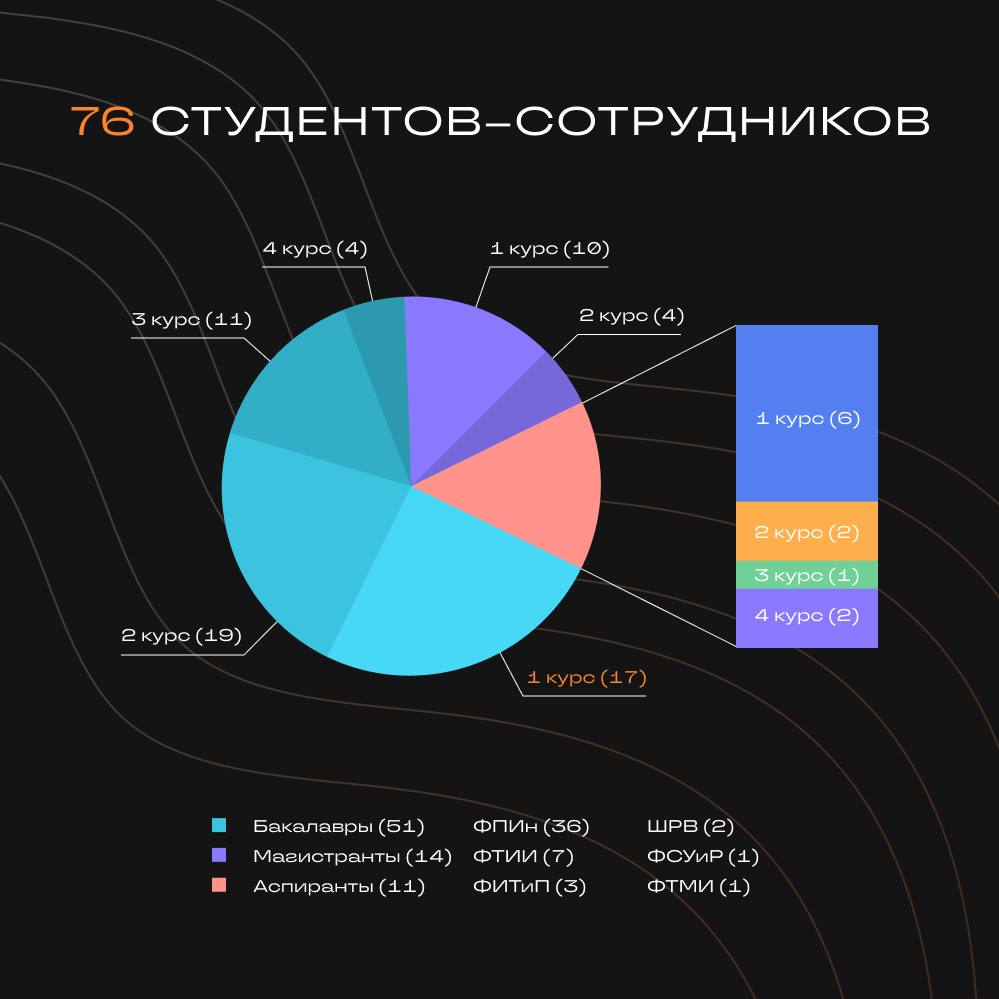 76 СТУДЕНТОВ–СОТРУДНИКОВ
4 курс (4)
1 курс (10)
3 курс (11)
2 курс (4)
1 курс (6)
2 курс (2)
3 курс (1)
4 курс (2)
2 курс (19)
1 курс (17)
Бакалавры (51) ФПИн (36) ШРВ (2)
Магистранты (14) ФТИИ (7) ФСУиР (1)
Аспиранты (11) ФИТиП (3) ФТМИ (1)